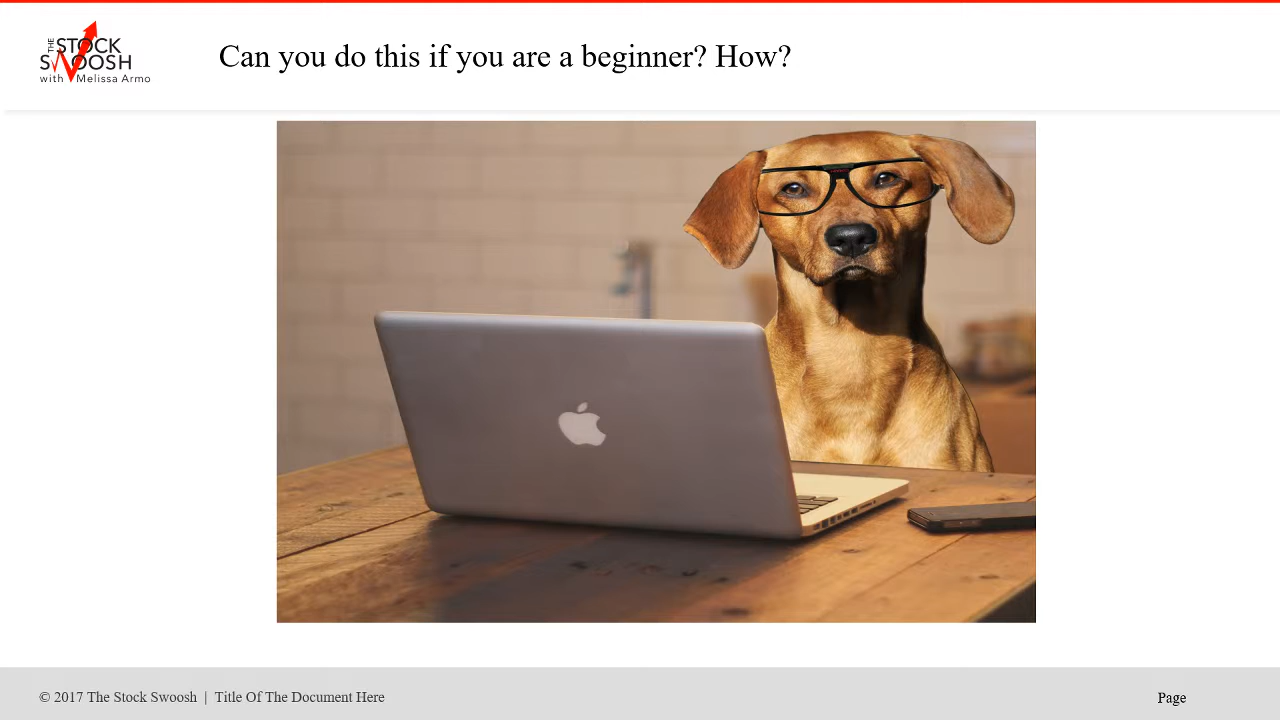 THE STOCK
SWOOSH
with Melissa Armo
Can you do this if you are a beginner? How?
© 2017 The Stock Swoosh | Title Of The Document Here
Page